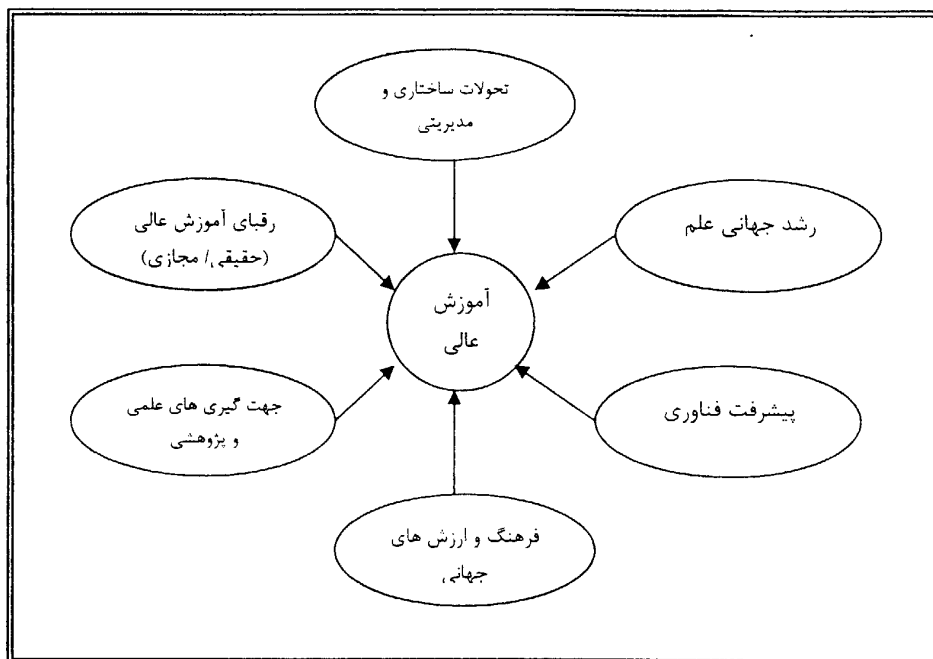 تحولات ساختاری و
مدیریتی
رشد جهانی علم
رقبای آموزش عالی
(حقیقی/ مجازی)
آموزش
عالی
پیشرفت فناوری
جهت گیری های علمی
و پژوهشی
فرهنگ و ارزش های
جهانی